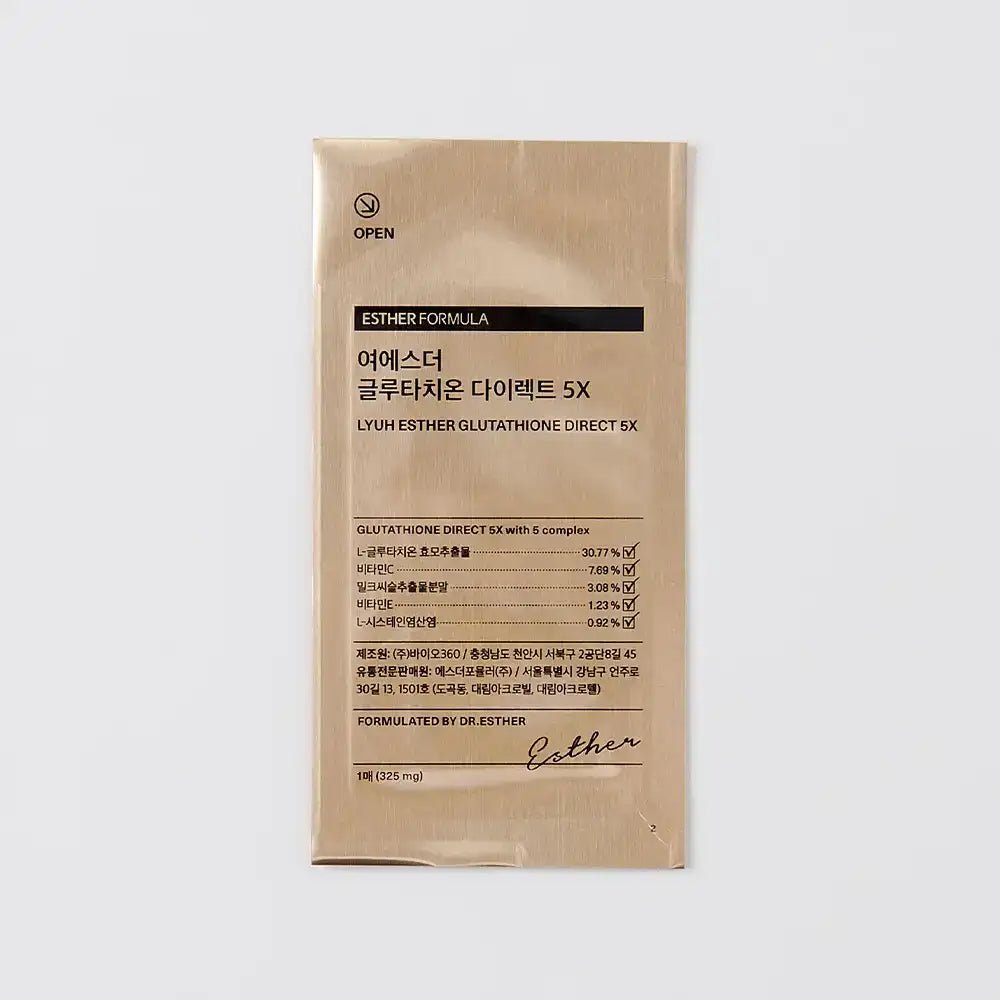 OPEN
ESTHER FORMULA
여에스더
글루타치온 다이렉트 5X
LYUH ESTHER GLUTATHIONE DIRECT 5X
GLUTATHIONE DIRECT 5X with 5 complex
L-글루타치온 효모추출물 30.77 %
비타민C 7.69 %
밀크씨슬추출물분말 3.08 %
비타민E 1.23 %
L-시스테인염산염 0.92 %
제조원: (주)바이오360 / 충청남도 천안시 서북구 2공단8길 45
유통전문판매원: 에스더포뮬러(주) / 서울특별시 강남구 언주로
30길 13, 1501호 (도곡동, 대림아크로빌, 대림아크로텔)
FORMULATED BY DR.ESTHER
Esther
1매 (325 mg)
2